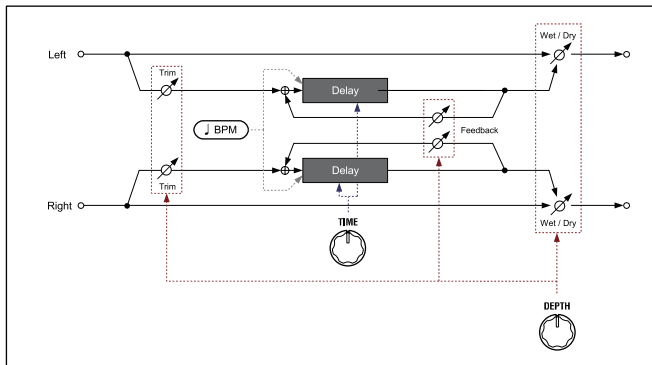 Wet / Dry
Left
Trim
Delay
♩ BPM
Feedback
Delay
Trim
Right
Wet / Dry
TIME
DEPTH